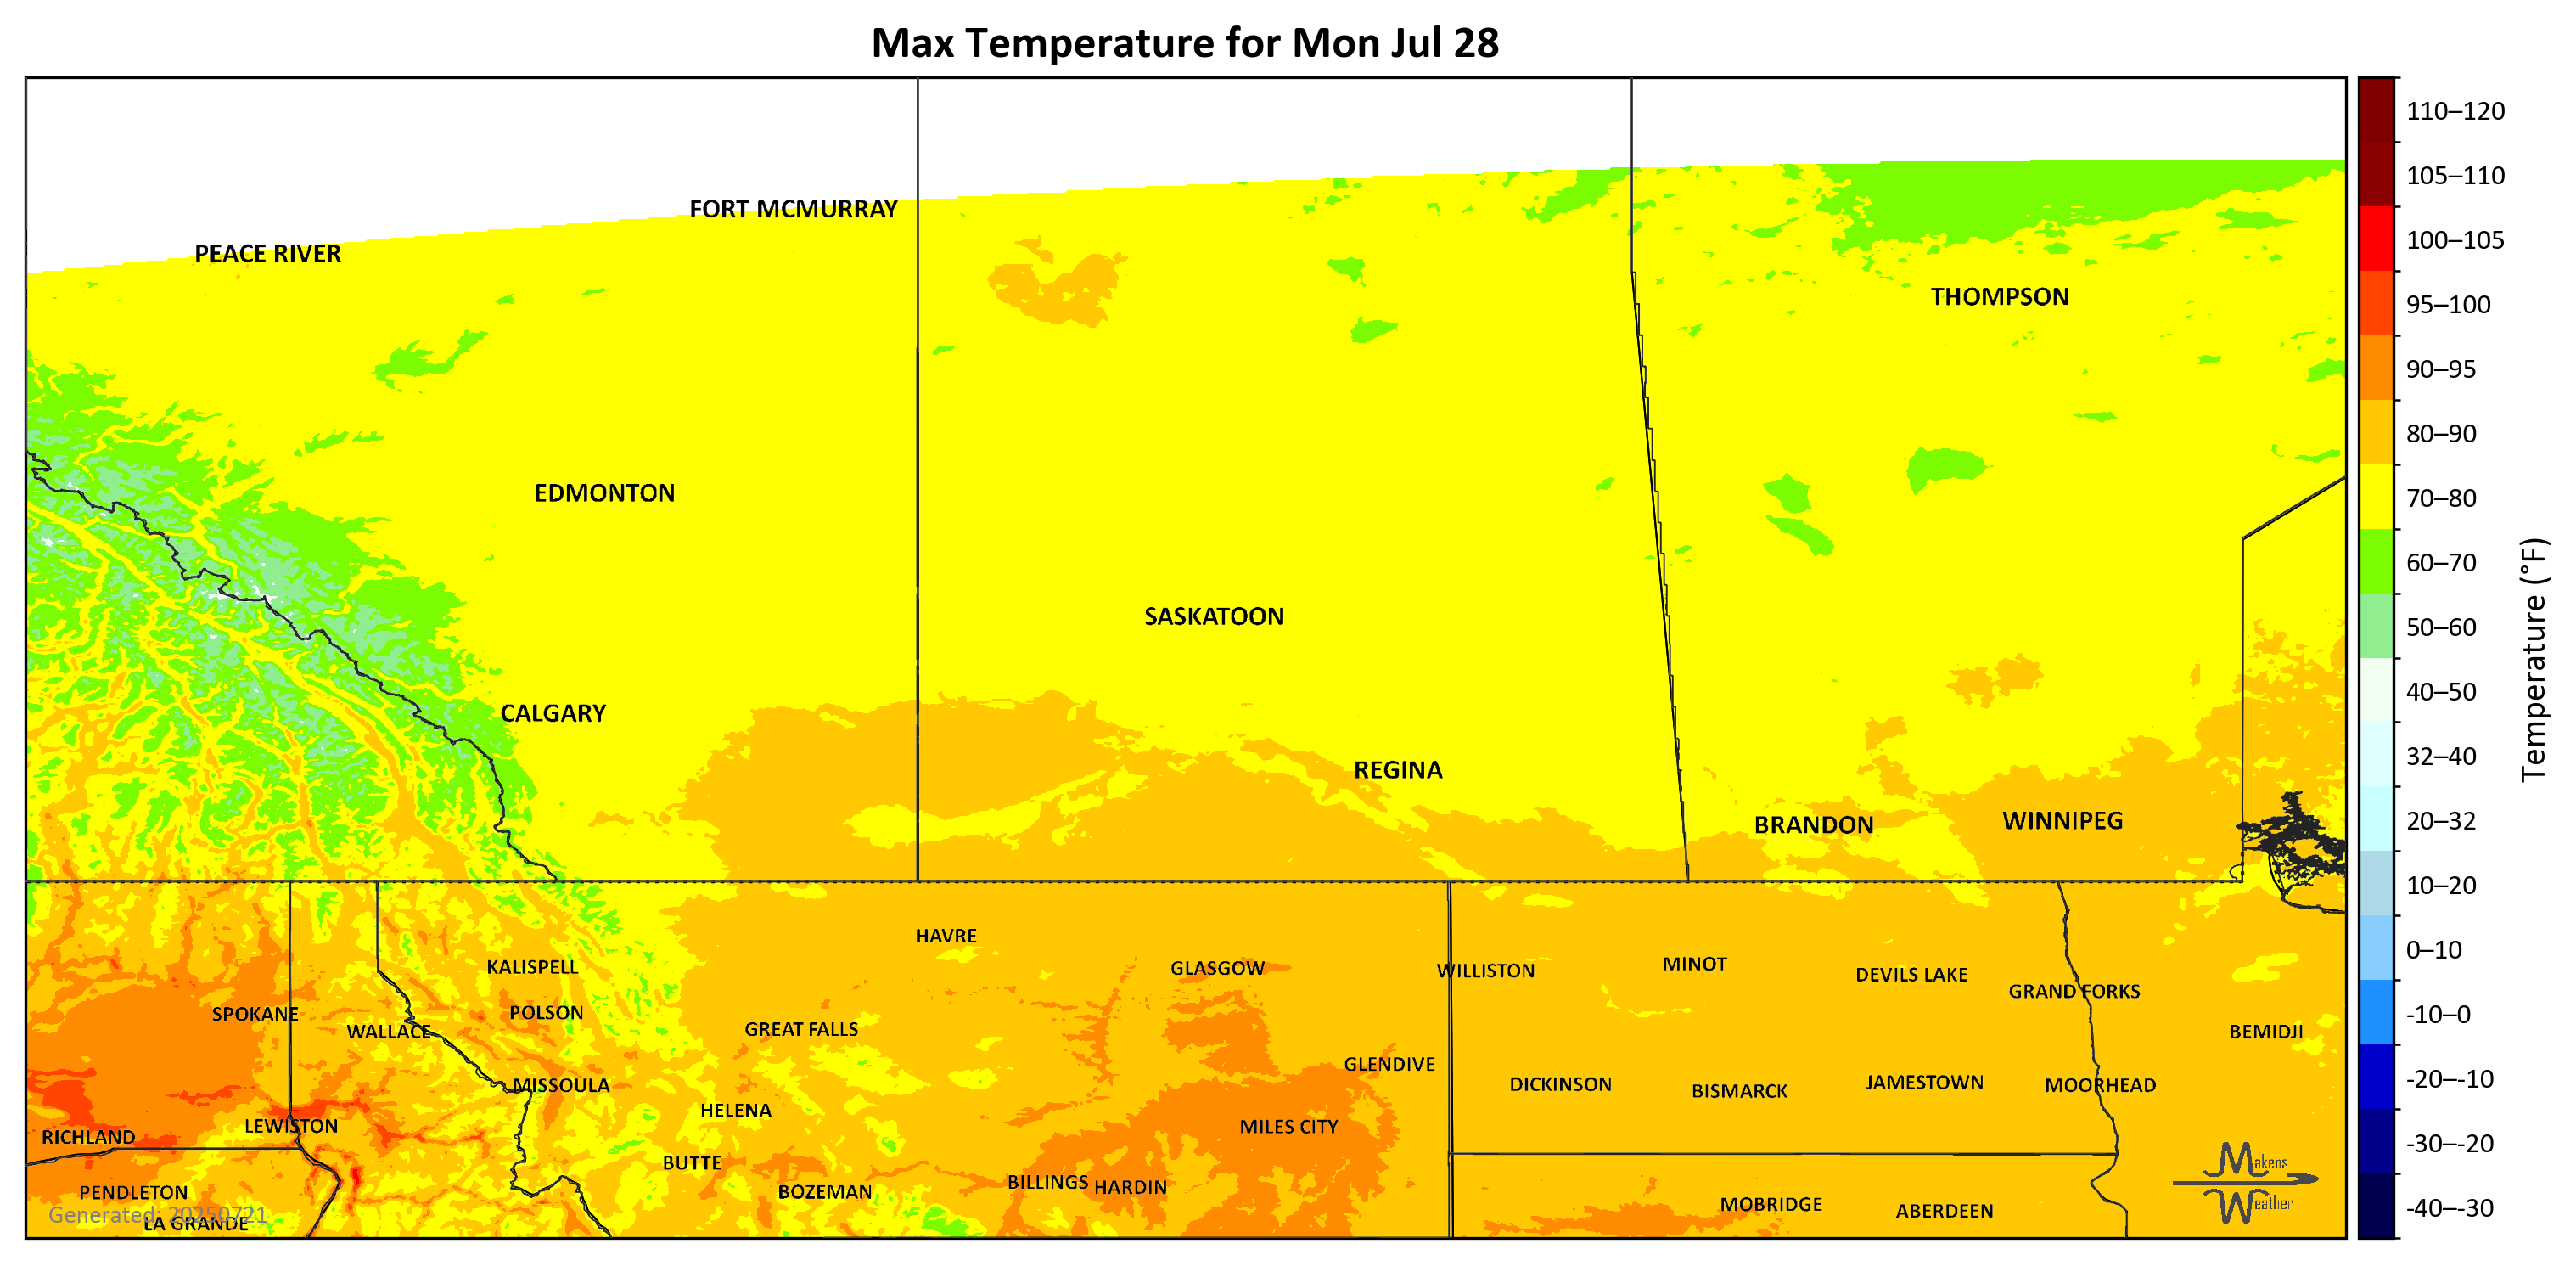 Max Temperature for Mon Jul 28
110–120
105–110
FORT MCMURRAY
100–105
PEACE RIVER
THOMPSON
95–100
90–95
80–90
EDMONTON
70–80
60–70
SASKATOON
50–60
Temperature (°F)
40–50
CALGARY
32–40
REGINA
BRANDON
WINNIPEG
20–32
10–20
HAVRE
0–10
KALISPELL
GLASGOW
WILLISTON
MINOT
DEVILS LAKE
GRAND FORKS
SPOKANE
POLSON
-10–0
WALLACE
GREAT FALLS
BEMIDJI
GLENDIVE
-20–-10
MISSOULA
DICKINSON
BISMARCK
JAMESTOWN
MOORHEAD
HELENA
LEWISTON
MILES CITY
RICHLAND
-30–-20
BUTTE
Makens
Weather
PENDLETON
BOZEMAN
BILLINGS
HARDIN
MOBRIDGE
ABERDEEN
-40–-30
Generated: 20250721
LA GRANDE